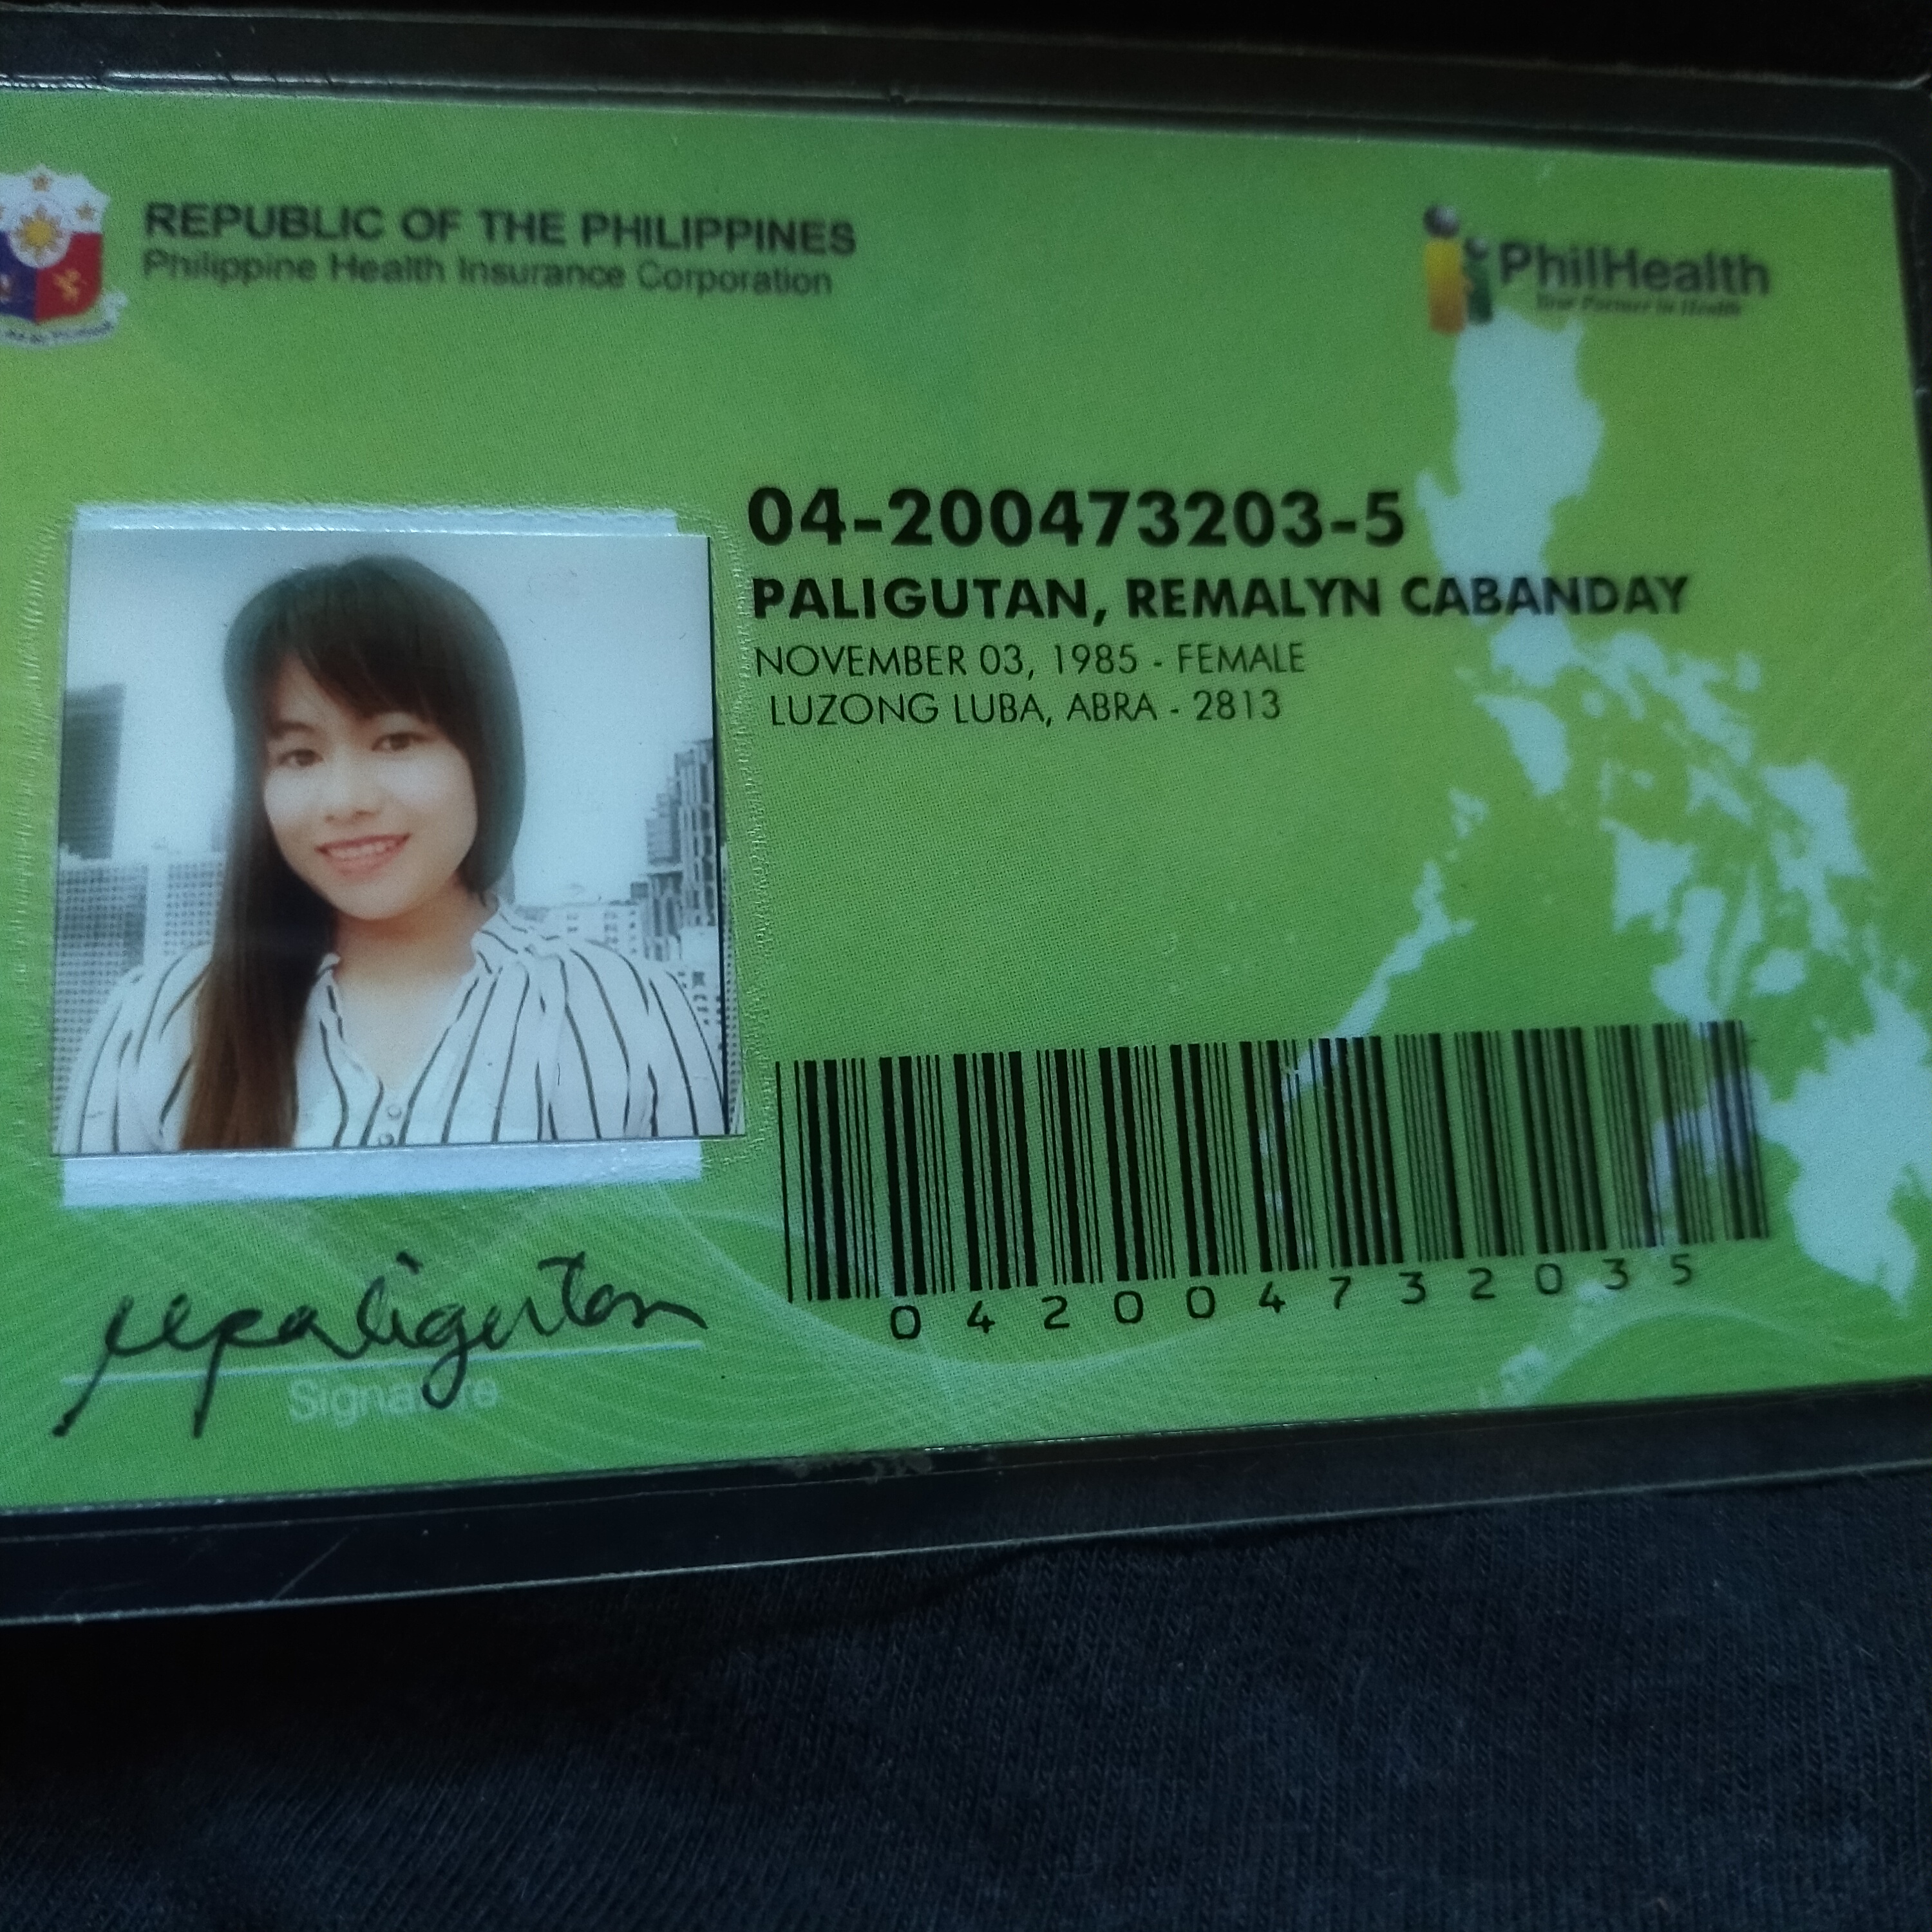 REPUBLIC OF THE PHILIPPINES
Philippine Health Insurance Corporation
PhilHealth
Your Partner in Health
04-200473203-5
PALIGUTAN, REMALYN CABANDAY
NOVEMBER 03, 1985 - FEMALE
LUZONG LUBA, ABRA - 2813
042004732035
Signature